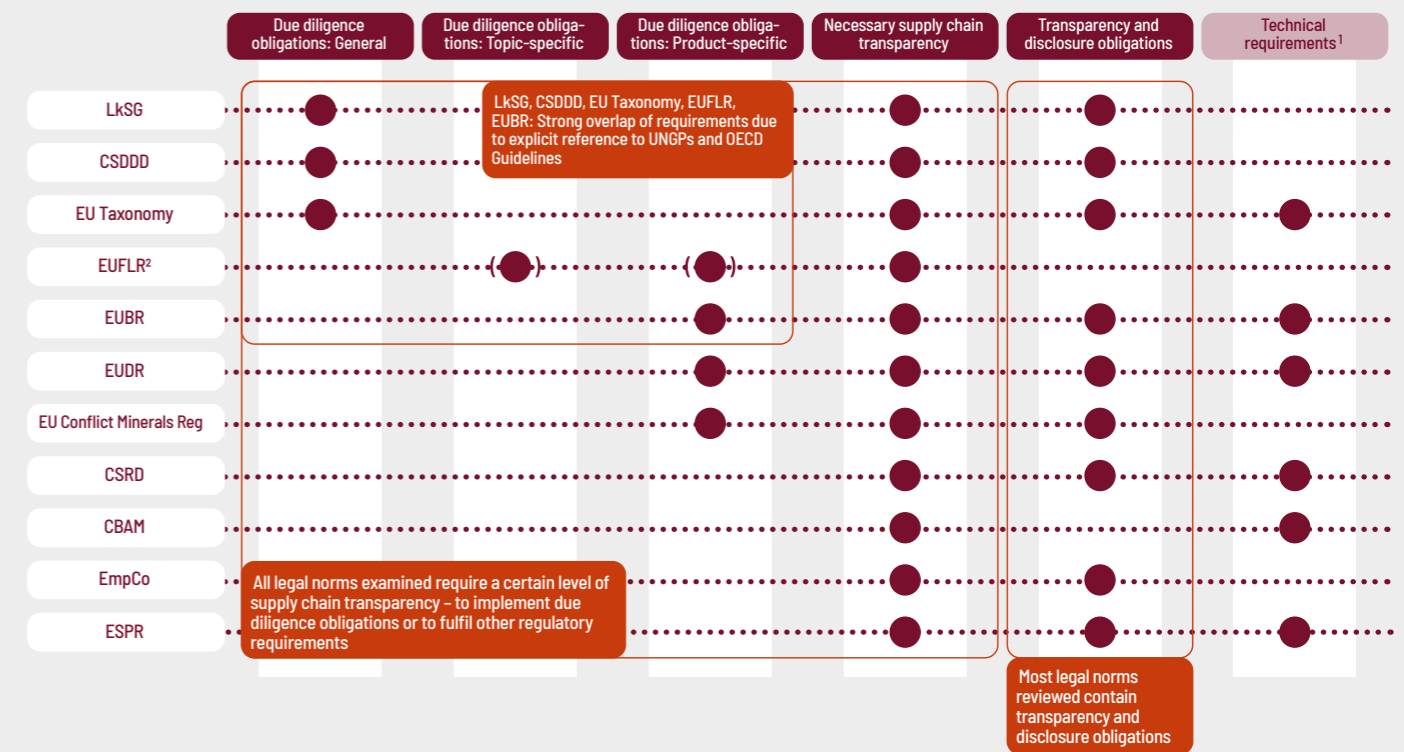 Due diligence
obligations: General
Due diligence obliga-
tions: Topic-specific
Due diligence obliga-
tions: Product-specific
Necessary supply chain
transparency
Transparency and
disclosure obligations
Technical
requirements¹
LkSG
LkSG, CSDDD, EU Taxonomy, EUFLR,
EUBR: Strong overlap of requirements due
to explicit reference to UNGPs and OECD
Guidelines
CSDDD
EU Taxonomy
EUFLR²
( )
( )
EUBR
EUDR
EU Conflict Minerals Reg
CSRD
CBAM
EmpCo
All legal norms examined require a certain level of
supply chain transparency – to implement due
diligence obligations or to fulfil other regulatory
requirements
ESPR
Most legal norms
reviewed contain
transparency and
disclosure obligations